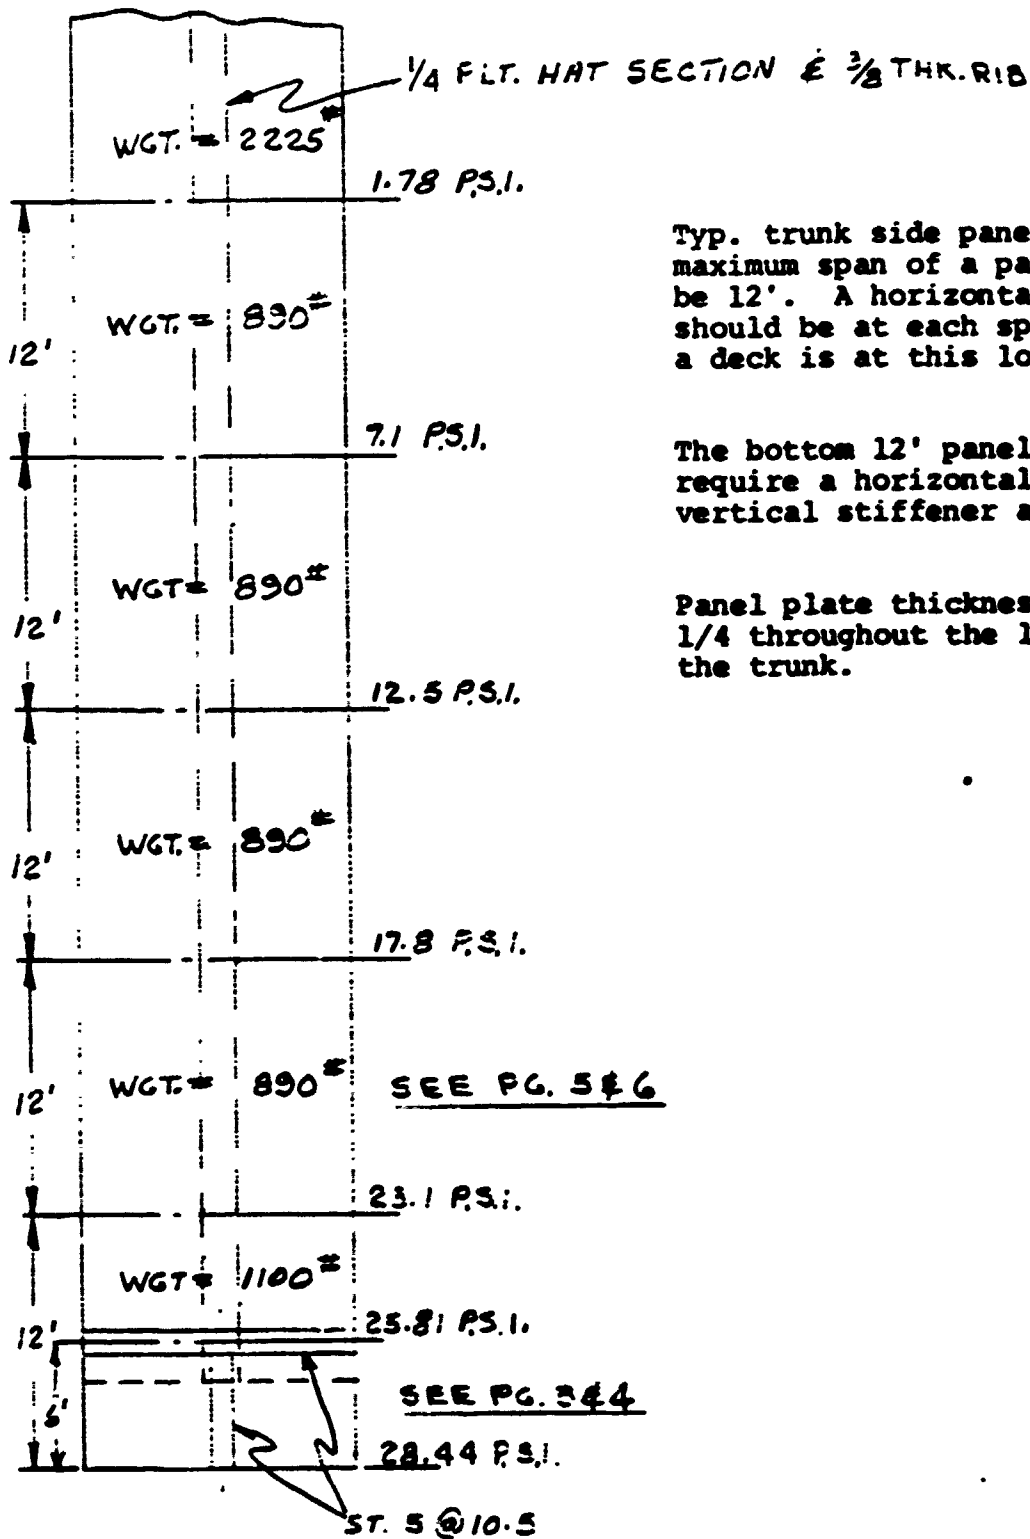 1/4 FLT. HAT SECTION & 3/8 THK. RIB
WGT. = 2225#
1.78 P.S.I.
Typ. trunk side pane
maximum span of a pa
be 12'. A horizonta
should be at each sp
a deck is at this lo
12'
WGT. = 890#
7.1 P.S.I.
The bottom 12' panel
require a horizontal
vertical stiffener a
12'
WGT = 890#
Panel plate thicknes
1/4 throughout the l
the trunk.
12.5 P.S.I.
12'
WGT. = 890#
17.8 P.S.I.
12'
WGT. = 890#
SEE PG. 5 & 6
23.1 P.S.I.
WGT = 1100#
25.81 P.S.I.
12'
6'
SEE PG. 3 & 4
28.44 P.S.I.
ST. 5 @ 10.5